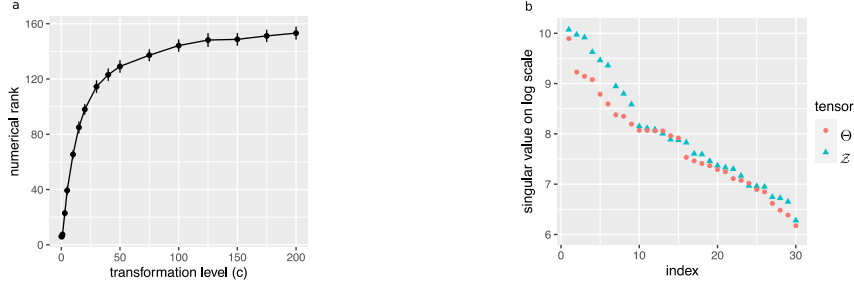 a
160
120
80
40
0
numerical rank
0
50
100
150
200
transformation level (c)
b
10
9
8
7
6
singular value on log scale
0
10
20
30
index
tensor
Θ
𝒵